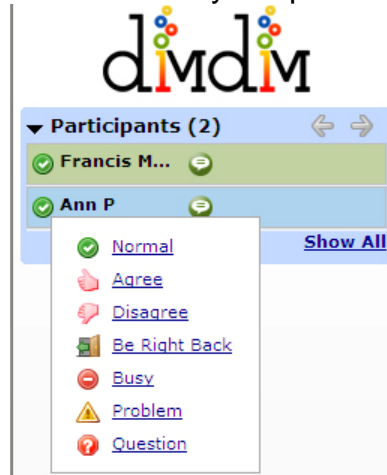 dimdim
Participants (2)
Francis M...
Ann P
Show All
Normal
Agree
Disagree
Be Right Back
Busy
Problem
Question